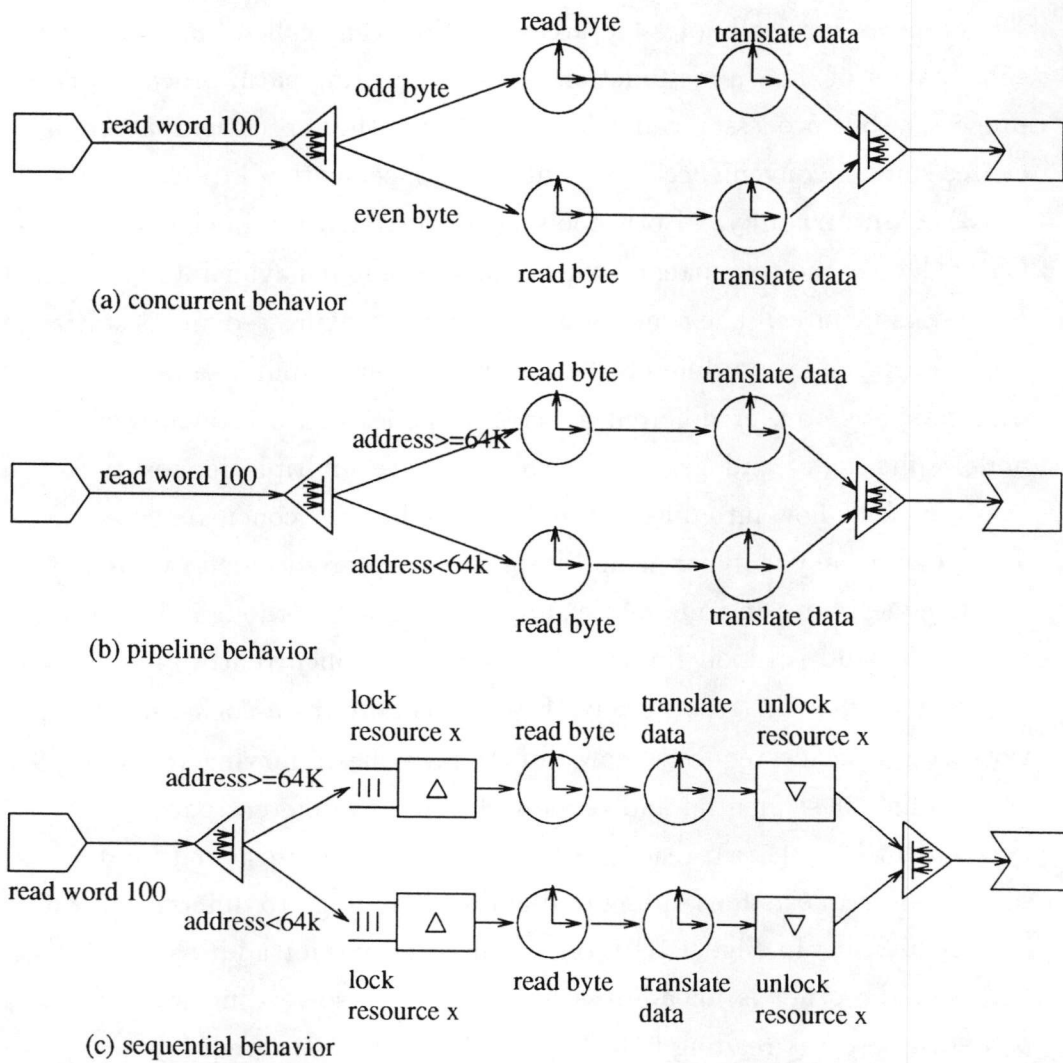 read byte
translate data
odd byte
read word 100
even byte
read byte
translate data
(a) concurrent behavior
read byte
translate data
address>=64K
read word 100
address<64k
read byte
translate data
(b) pipeline behavior
lock
resource x
read byte
translate
data
unlock
resource x
address>=64K
read word 100
address<64k
lock
resource x
read byte
translate
data
unlock
resource x
(c) sequential behavior